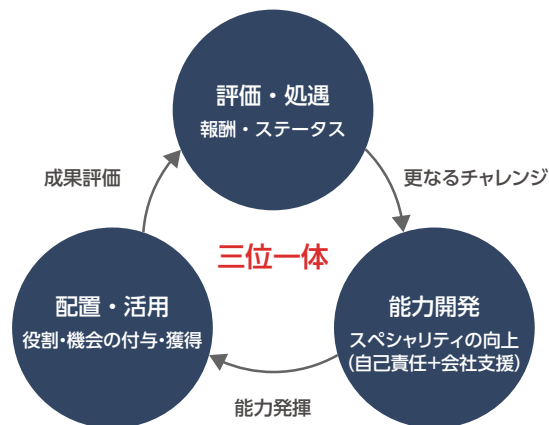 評価・処遇
報酬・ステータス
成果評価
更なるチャレンジ
三位一体
配置・活用
役割・機会の付与・獲得
能力開発
スペシャリティの向上
(自己責任+会社支援)
能力発揮